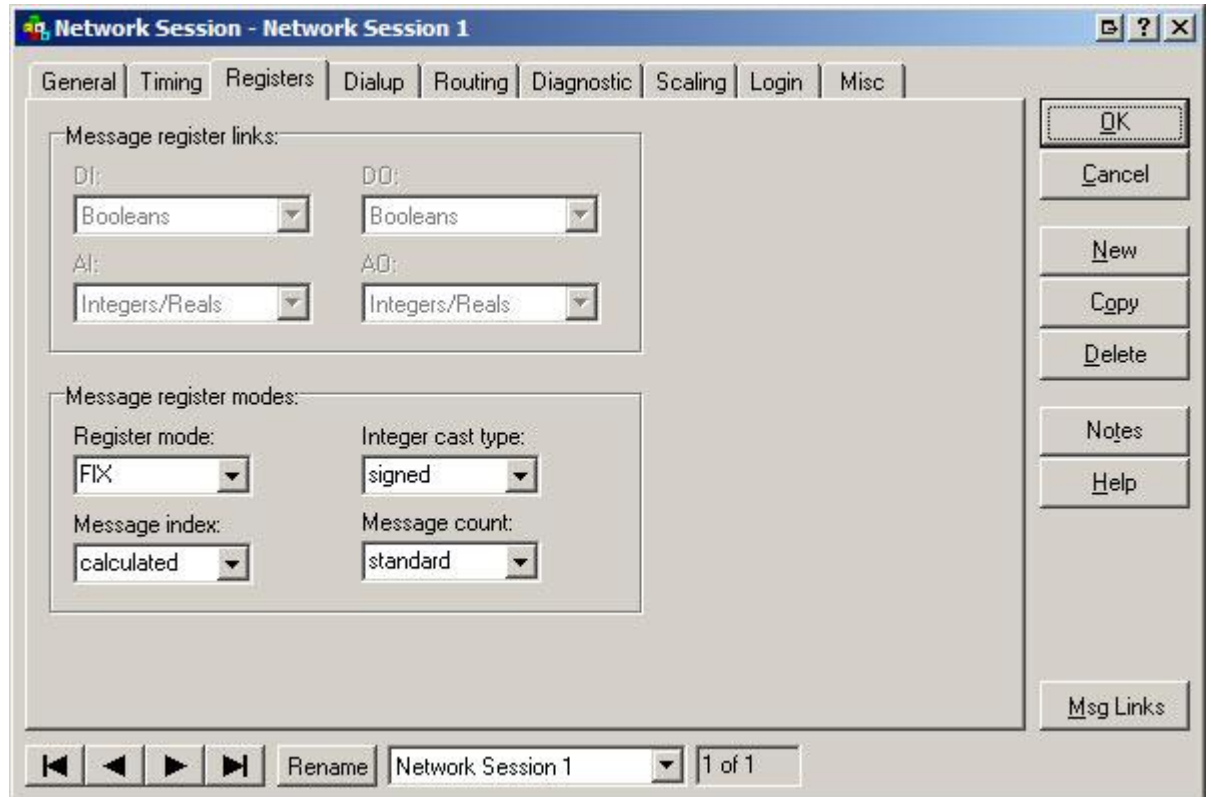 Network Session - Network Session 1
General Timing Registers Dialup Routing Diagnostic Scaling Login Misc
Message register links:
DI: DO:
Booleans Booleans
AI: AO:
Integers/Reals Integers/Reals
Message register modes:
Register mode: Integer cast type:
FIX signed
Message index: Message count:
calculated standard
OK
Cancel
New
Copy
Delete
Notes
Help
Msg Links
Rename Network Session 1 1 of 1